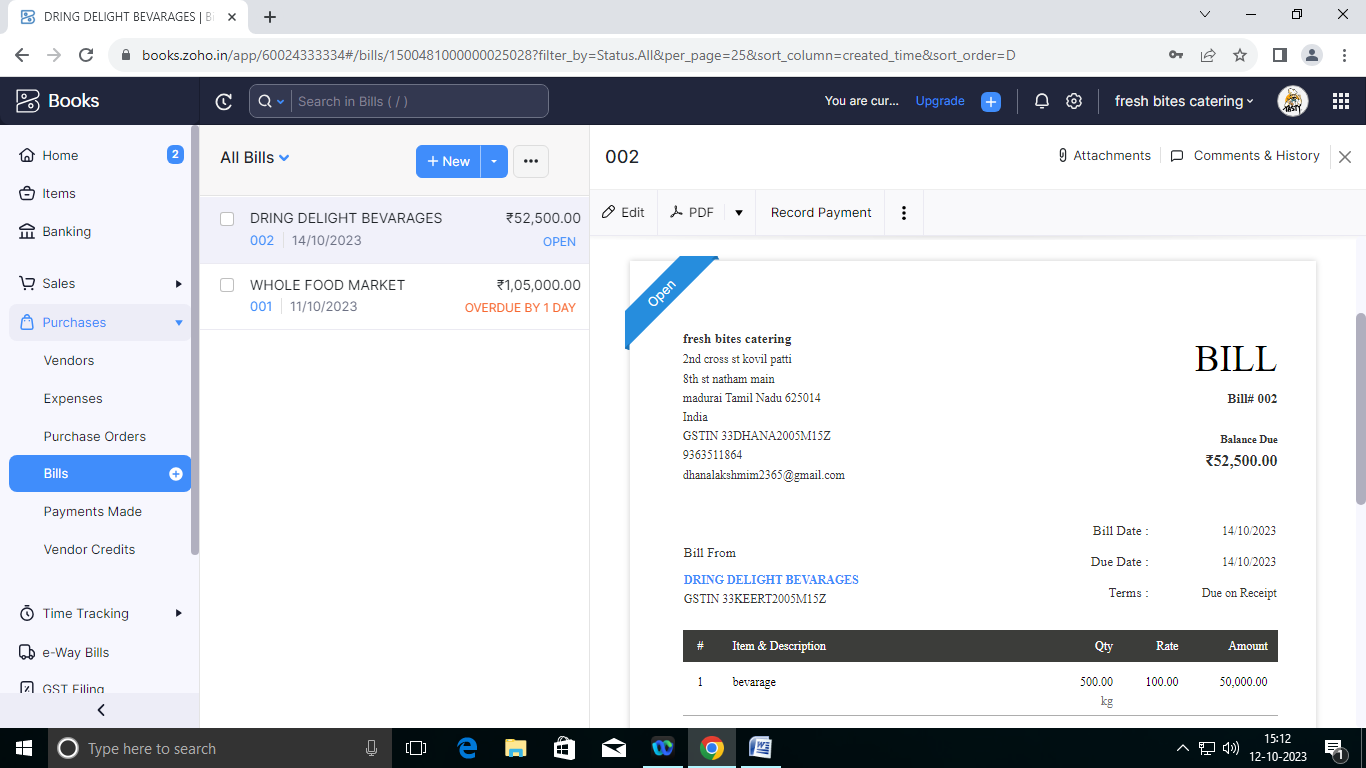 DRING DELIGHT BEVARAGES | B
books.zoho.in/app/60024333334#/bills/1500481000000025028?filter_by=Status.All&per_page=25&sort_column=created_time&sort_order=D
Books
Search in Bills ( / )
You are cur...
Upgrade
fresh bites catering
TASTY
Home
2
Items
Banking
Sales
Purchases
Vendors
Expenses
Purchase Orders
Bills
Payments Made
Vendor Credits
Time Tracking
e-Way Bills
GST Filing
All Bills
+ New
DRING DELIGHT BEVARAGES ₹52,500.00
002 14/10/2023 OPEN
WHOLE FOOD MARKET ₹1,05,000.00
001 11/10/2023 OVERDUE BY 1 DAY
002
Attachments
Comments & History
Edit
PDF
Record Payment
Open
fresh bites catering
2nd cross st kovil patti
8th st natham main
madurai Tamil Nadu 625014
India
GSTIN 33DHANA2005M15Z
9363511864
dhanalakshmim2365@gmail.com
BILL
Bill# 002
Balance Due
₹52,500.00
Bill Date : 14/10/2023
Due Date : 14/10/2023
Terms : Due on Receipt
Bill From
DRING DELIGHT BEVARAGES
GSTIN 33KEERT2005M15Z
# Item & Description Qty Rate Amount
1 bevarage 500.00 100.00 50,000.00
kg
Type here to search
15:12
12-10-2023
1